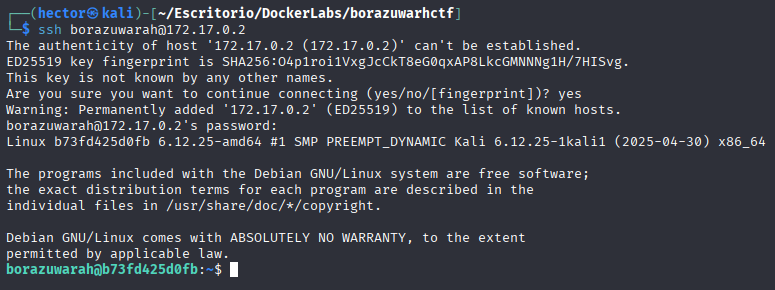 ┌──(hector㉿kali)-[~/Escritorio/DockerLabs/borazuwarhctf]
└─$ ssh borazuwarah@172.17.0.2
The authenticity of host '172.17.0.2 (172.17.0.2)' can't be established.
ED25519 key fingerprint is SHA256:O4p1roi1VxgJcCkT8eG0qxAP8LkcGMNNNg1H/7HISvg.
This key is not known by any other names.
Are you sure you want to continue connecting (yes/no/[fingerprint])? yes
Warning: Permanently added '172.17.0.2' (ED25519) to the list of known hosts.
borazuwarah@172.17.0.2's password:
Linux b73fd425d0fb 6.12.25-amd64 #1 SMP PREEMPT_DYNAMIC Kali 6.12.25-1kali1 (2025-04-30) x86_64
The programs included with the Debian GNU/Linux system are free software;
the exact distribution terms for each program are described in the
individual files in /usr/share/doc/*/copyright.
Debian GNU/Linux comes with ABSOLUTELY NO WARRANTY, to the extent
permitted by applicable law.
borazuwarah@b73fd425d0fb:~$